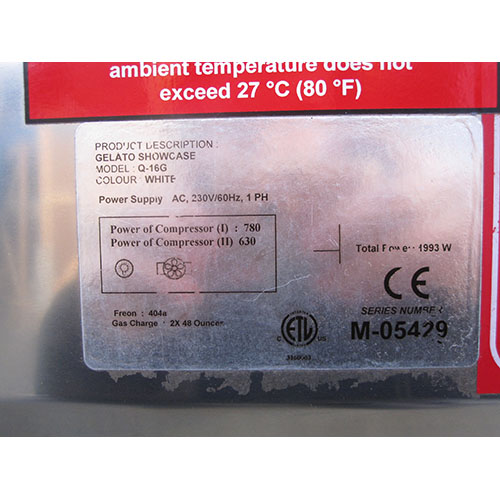 ambient temperature does not
exceed 27 °C (80 °F)
PRODUCT DESCRIPTION :
GELATO SHOWCASE
MODEL : Q-16G
COLOUR : WHITE
Power Supply AC, 230V/60Hz, 1 PH
Power of Compressor (I) : 780
Power of Compressor (II) 630
Total Power: 1993 W
CE
Freon : 404a
Gas Charge : 2X 48 Ounces
C ETL US
SERIES NUMBER
M-05429